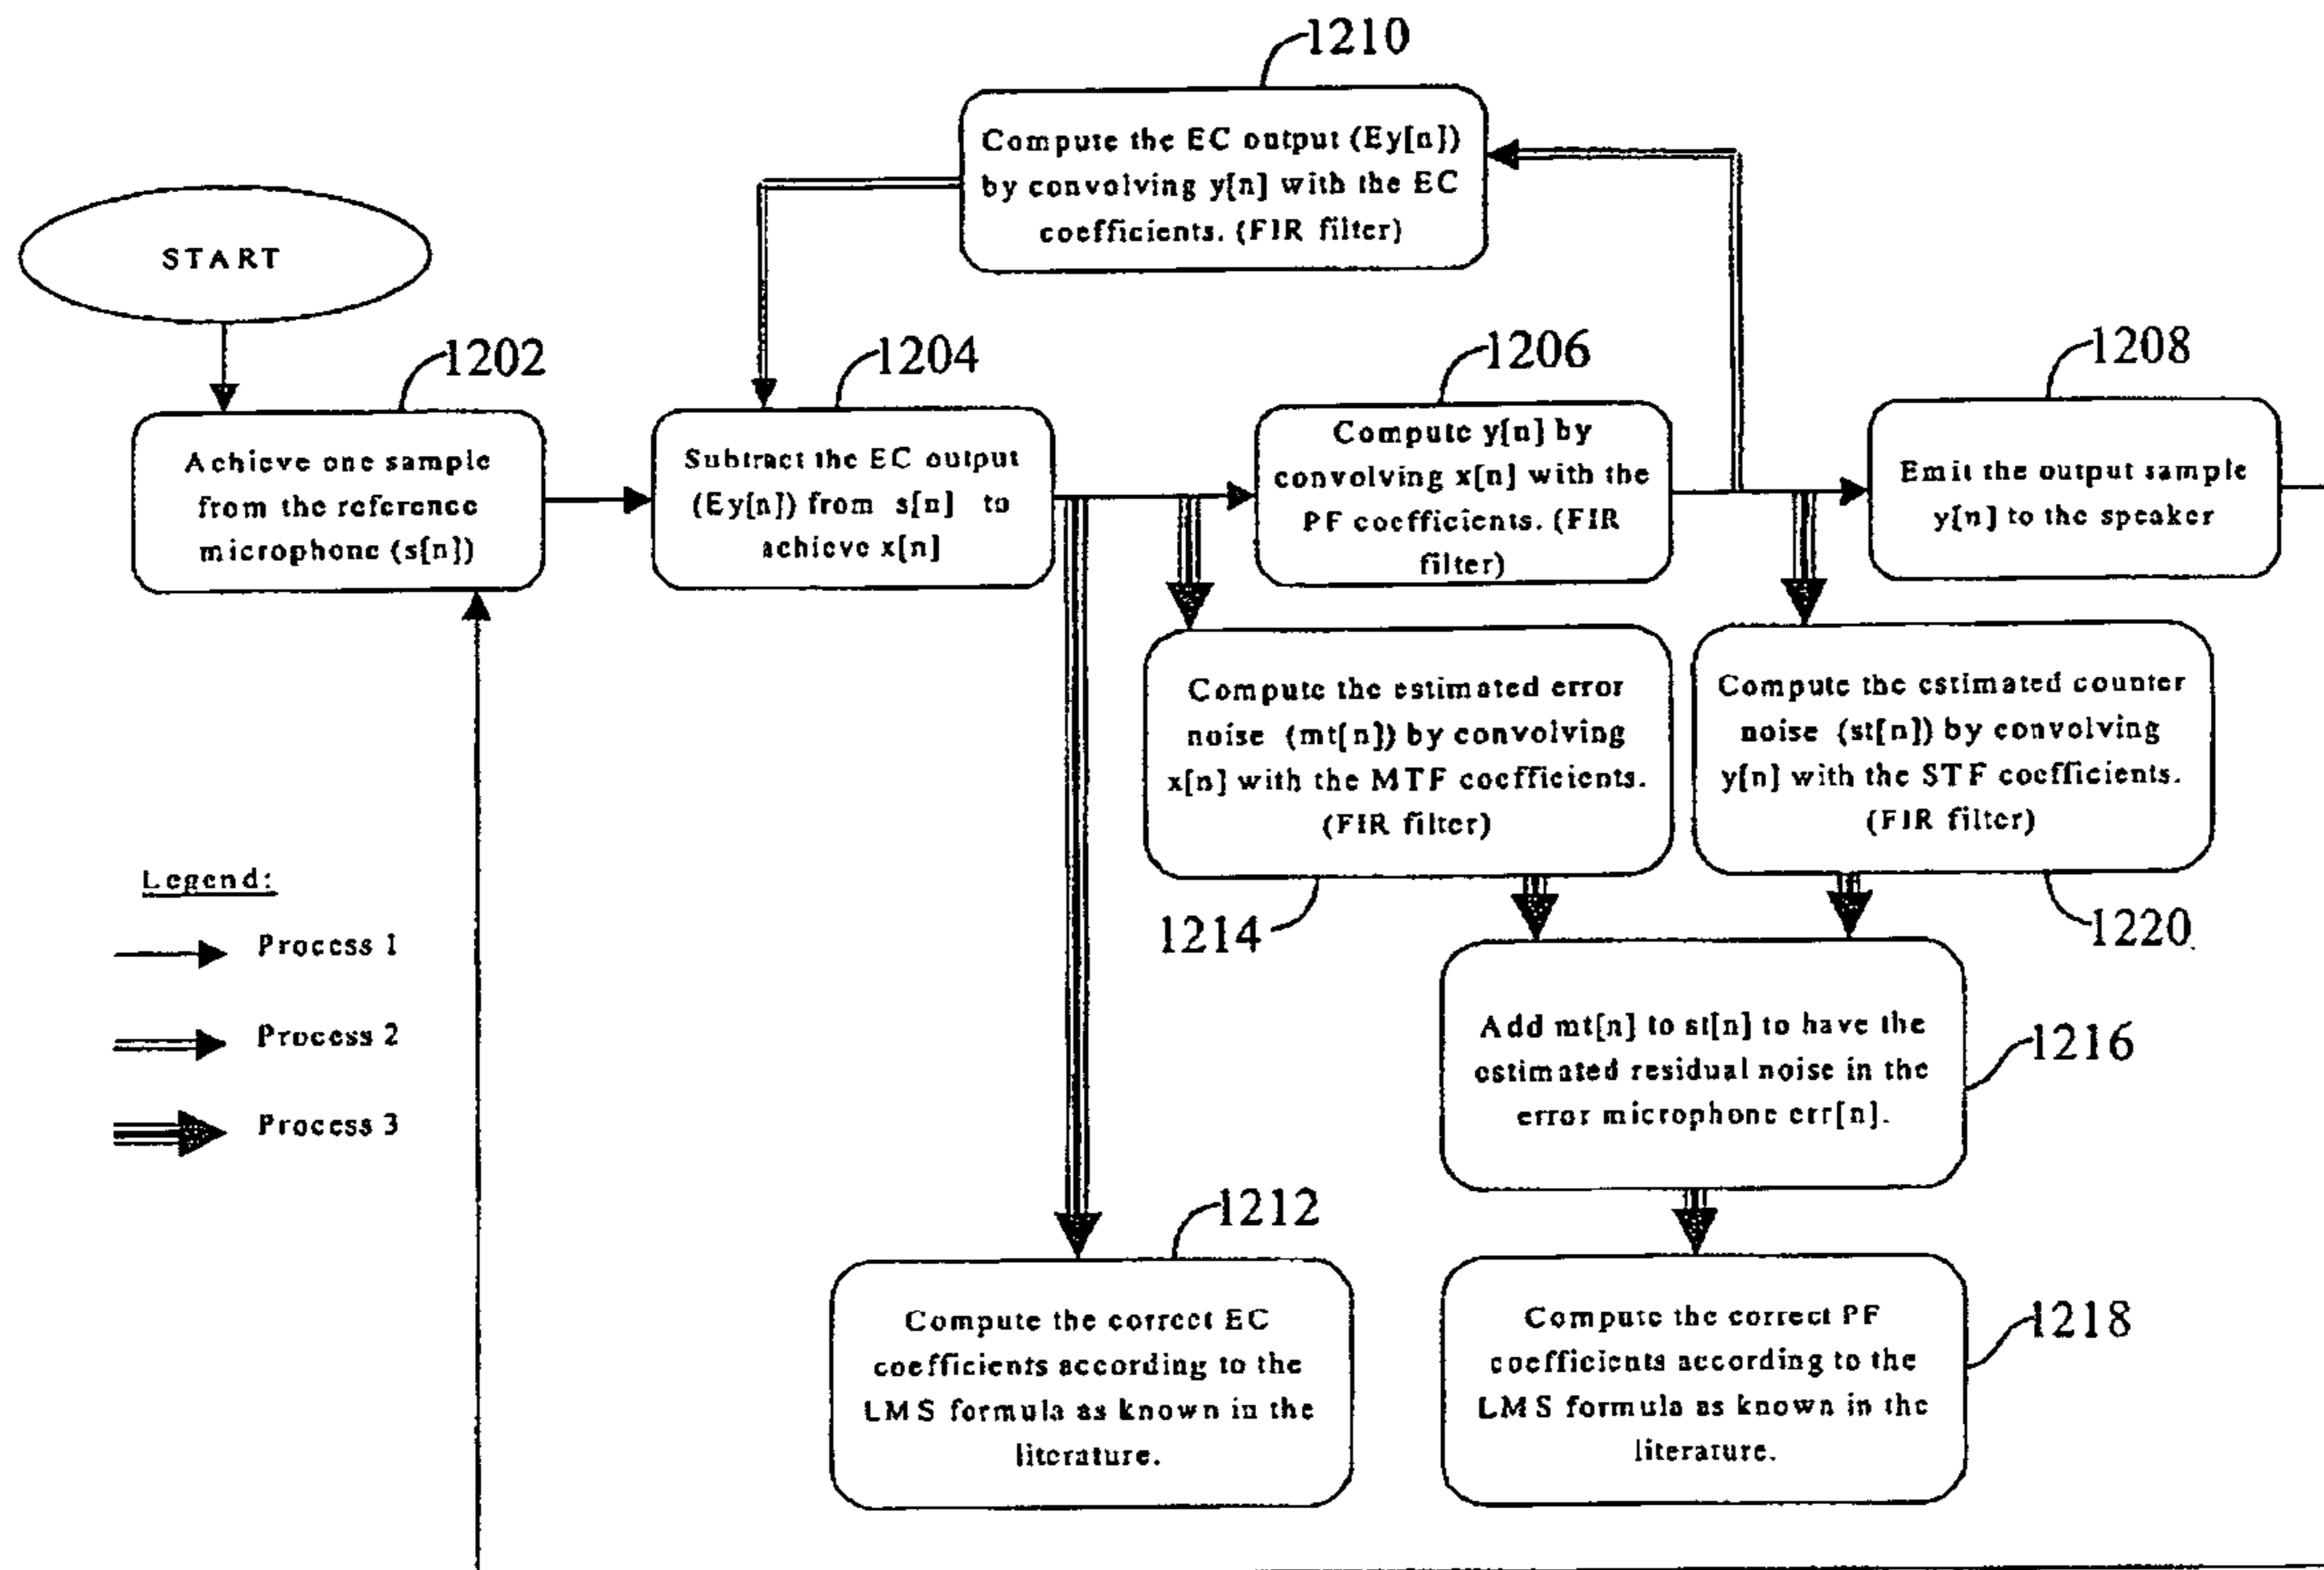 1210
Compute the EC output (Ey[n])
by convolving y[n] with the EC
coefficients. (FIR filter)
START
1202
1204
1206
1208
Achieve one sample
from the reference
microphone (s[n])
Subtract the EC output
(Ey[n]) from s[n] to
achieve x[n]
Compute y[n] by
convolving x[n] with the
PF coefficients. (FIR
filter)
Emit the output sample
y[n] to the speaker
Compute the estimated error
noise (mt[n]) by convolving
x[n] with the MTF coefficients.
(FIR filter)
1214
Compute the estimated counter
noise (st[n]) by convolving
y[n] with the STF coefficients.
(FIR filter)
1220
Legend:
Process 1
Process 2
Process 3
Add mt[n] to st[n] to have the
estimated residual noise in the
error microphone err[n].
1216
1212
Compute the correct EC
coefficients according to the
LMS formula as known in the
literature.
Compute the correct PF
coefficients according to the
LMS formula as known in the
literature.
1218